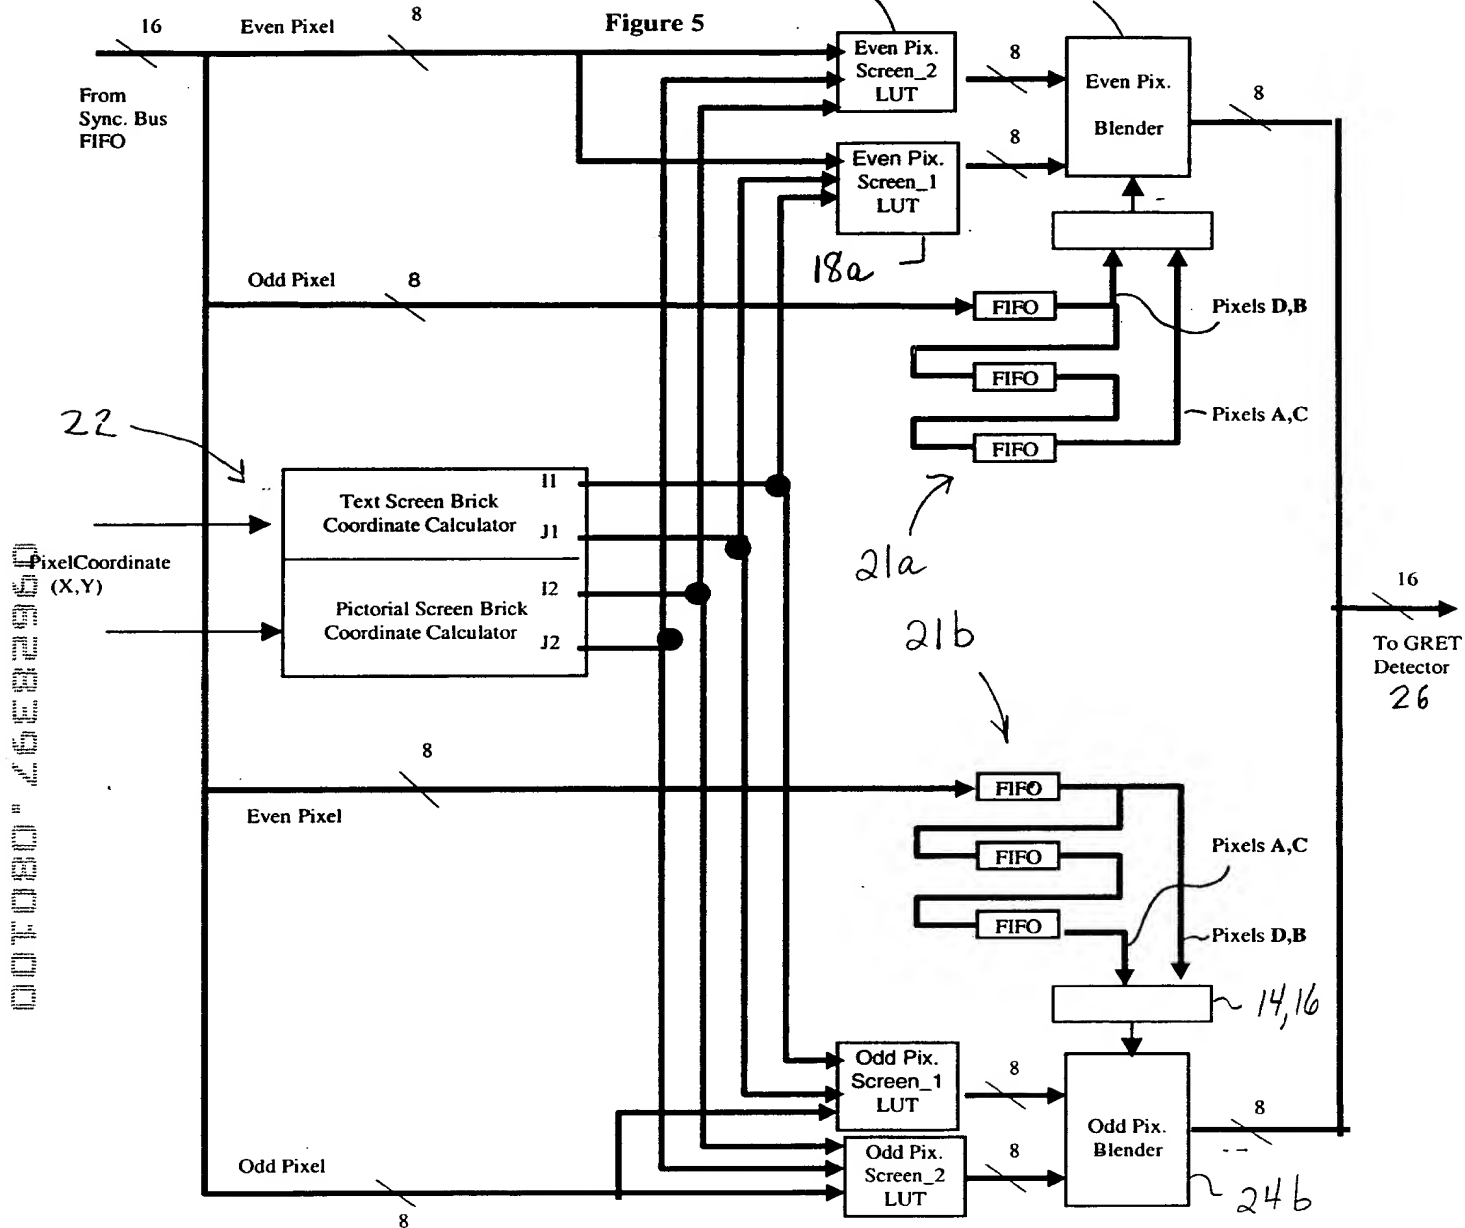 Figure 5
16
Even Pixel
8
From
Sync. Bus
FIFO
Even Pix.
Screen_2
LUT
8
Even Pix.
Blender
8
Even Pix.
Screen_1
LUT
8
18a
Odd Pixel
8
FIFO
Pixels D,B
FIFO
Pixels A,C
FIFO
21a
22
Text Screen Brick
Coordinate Calculator
I1
J1
PixelCoordinate
(X,Y)
Pictorial Screen Brick
Coordinate Calculator
I2
J2
16
To GRET
Detector
26
21b
8
Even Pixel
FIFO
FIFO
FIFO
Pixels A,C
Pixels D,B
14,16
Odd Pix.
Screen_1
LUT
8
Odd Pix.
Blender
8
Odd Pixel
8
Odd Pix.
Screen_2
LUT
8
24b
09628397.080100